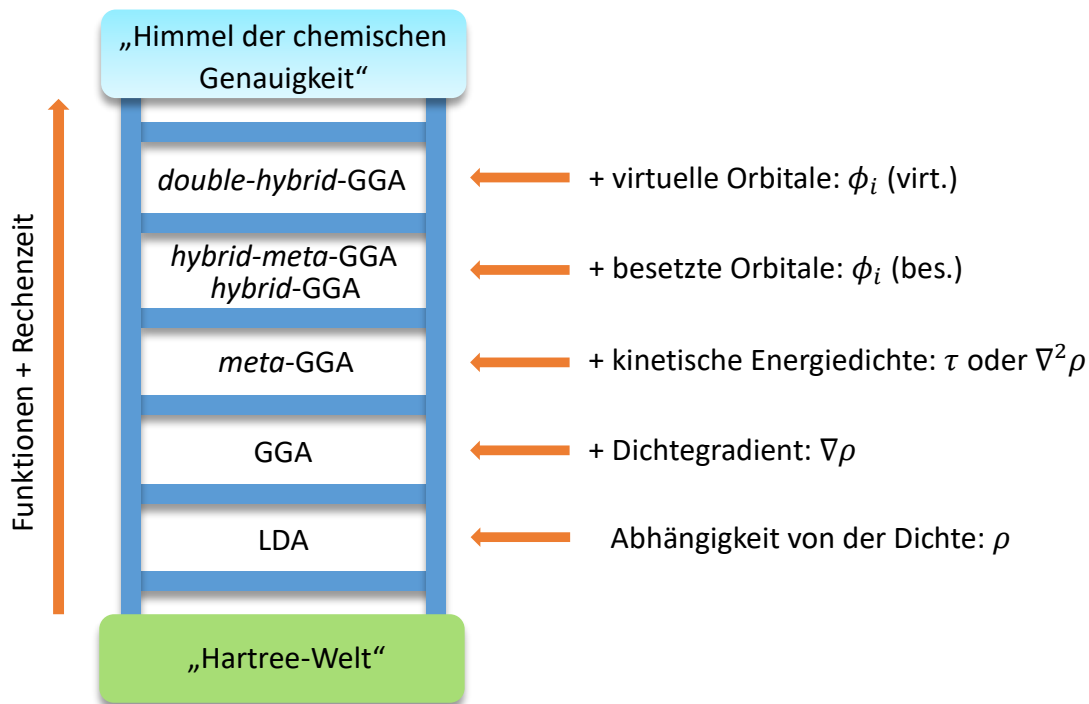 „Himmel der chemischen
Genauigkeit“
double-hybrid-GGA
+ virtuelle Orbitale: ϕᵢ (virt.)
hybrid-meta-GGA
hybrid-GGA
+ besetzte Orbitale: ϕᵢ (bes.)
meta-GGA
+ kinetische Energiedichte: τ oder ∇²ρ
GGA
+ Dichtegradient: ∇ρ
LDA
Abhängigkeit von der Dichte: ρ
„Hartree-Welt“
Funktionen + Rechenzeit